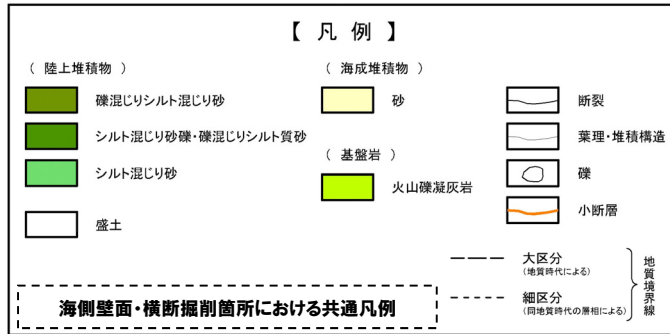 【 凡 例 】
( 陸上堆積物 )
礫混じりシルト混じり砂
シルト混じり砂礫・礫混じりシルト質砂
シルト混じり砂
盛土
( 海成堆積物 )
砂
( 基盤岩 )
火山礫凝灰岩
断裂
葉理・堆積構造
礫
小断層
大区分
(地質時代による)
細区分
(同地質時代の層相による)
地質境界線
海側壁面・横断掘削箇所における共通凡例